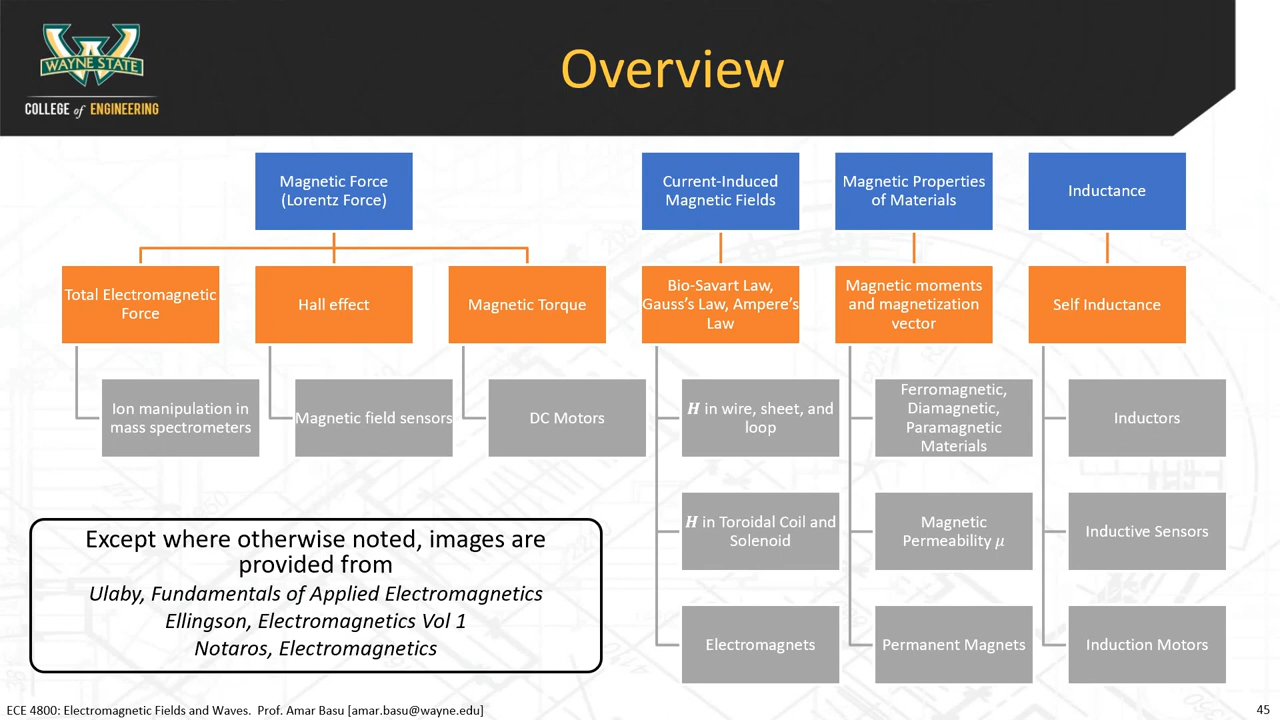 WAYNE STATE
COLLEGE of ENGINEERING
Overview
Magnetic Force
(Lorentz Force)
Current-Induced
Magnetic Fields
Magnetic Properties
of Materials
Inductance
Total Electromagnetic
Force
Hall effect
Magnetic Torque
Bio-Savart Law,
Gauss's Law, Ampere's
Law
Magnetic moments
and magnetization
vector
Self Inductance
Ion manipulation in
mass spectrometers
Magnetic field sensors
DC Motors
H in wire, sheet, and
loop
Ferromagnetic,
Diamagnetic,
Paramagnetic
Materials
Inductors
H in Toroidal Coil and
Solenoid
Magnetic
Permeability μ
Inductive Sensors
Electromagnets
Permanent Magnets
Induction Motors
Except where otherwise noted, images are
provided from
Ulaby, Fundamentals of Applied Electromagnetics
Ellingson, Electromagnetics Vol 1
Notaros, Electromagnetics
ECE 4800: Electromagnetic Fields and Waves. Prof. Amar Basu [amar.basu@wayne.edu]
45